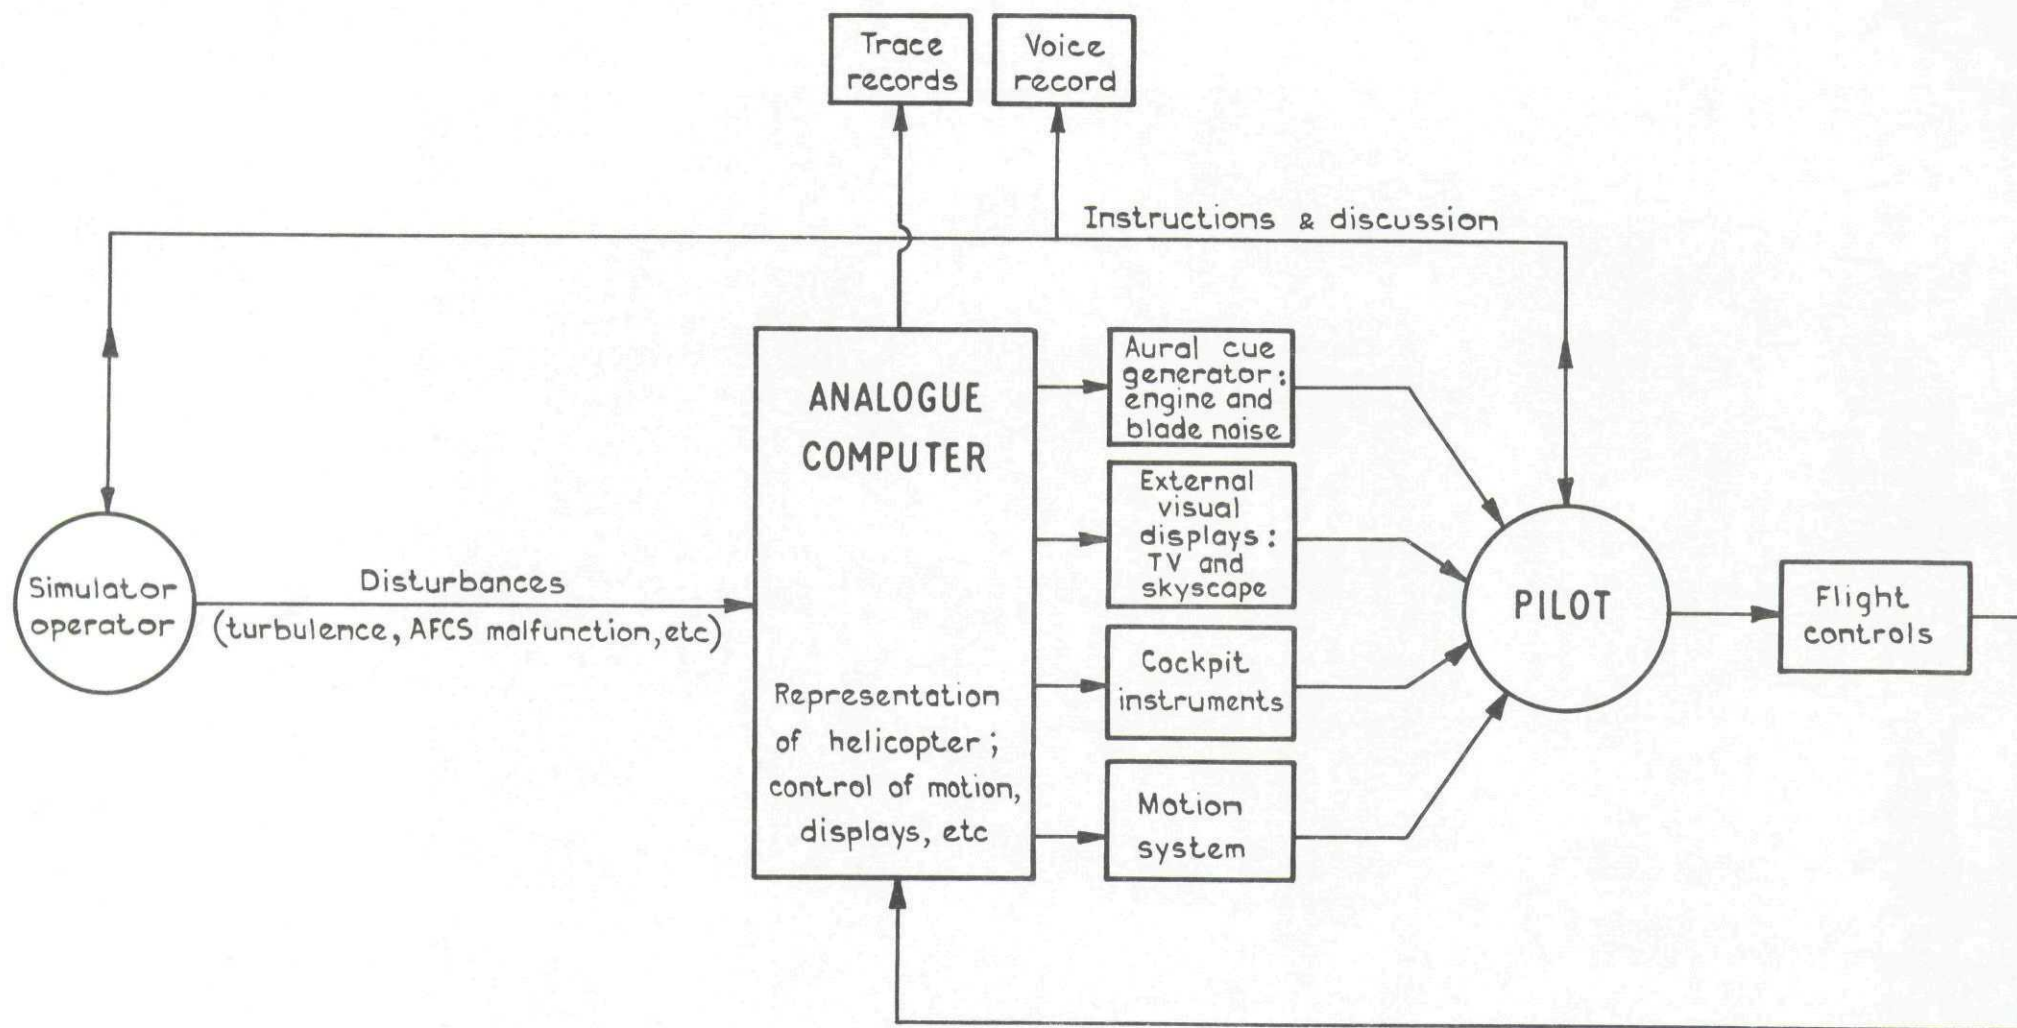 Trace
records
Voice
record
Instructions & discussion
Simulator
operator
Disturbances
(turbulence, AFCS malfunction, etc)
ANALOGUE
COMPUTER
Representation
of helicopter;
control of motion,
displays, etc
Aural cue
generator:
engine and
blade noise
External
visual
displays:
TV and
skyscape
Cockpit
instruments
Motion
system
PILOT
Flight
controls